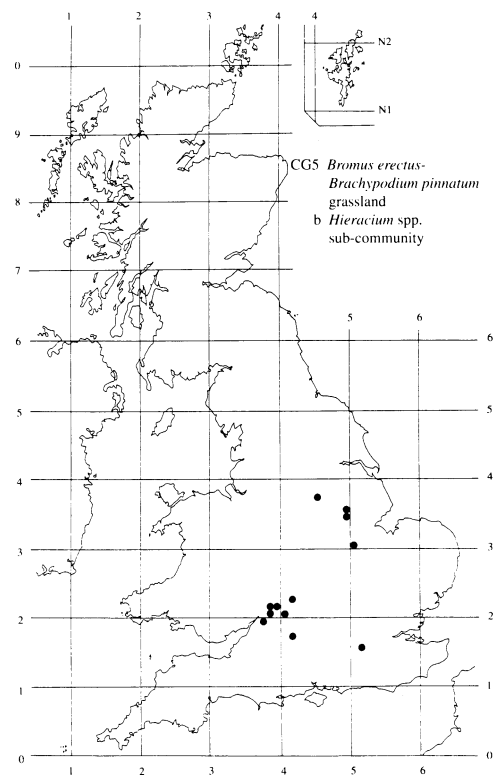 1 2 3 4 4
N2
0
N1
9
CG5 Bromus erectus-
Brachypodium pinnatum
grassland
8
b Hieracium spp.
sub-community
7
5 6
6 6
5 5
4 4
3 3
2 2
1 1
0 0
1 2 3 4 5 6